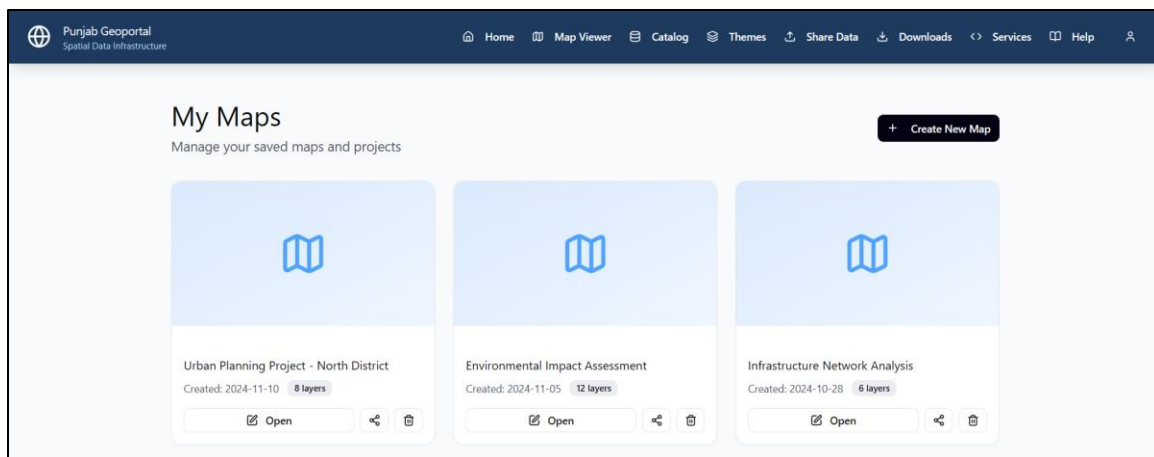 Punjab Geoportal
Spatial Data Infrastructure
Home Map Viewer Catalog Themes Share Data Downloads Services Help
My Maps
+ Create New Map
Manage your saved maps and projects
Urban Planning Project - North District
Created: 2024-11-10 8 layers
Open
Environmental Impact Assessment
Created: 2024-11-05 12 layers
Open
Infrastructure Network Analysis
Created: 2024-10-28 6 layers
Open